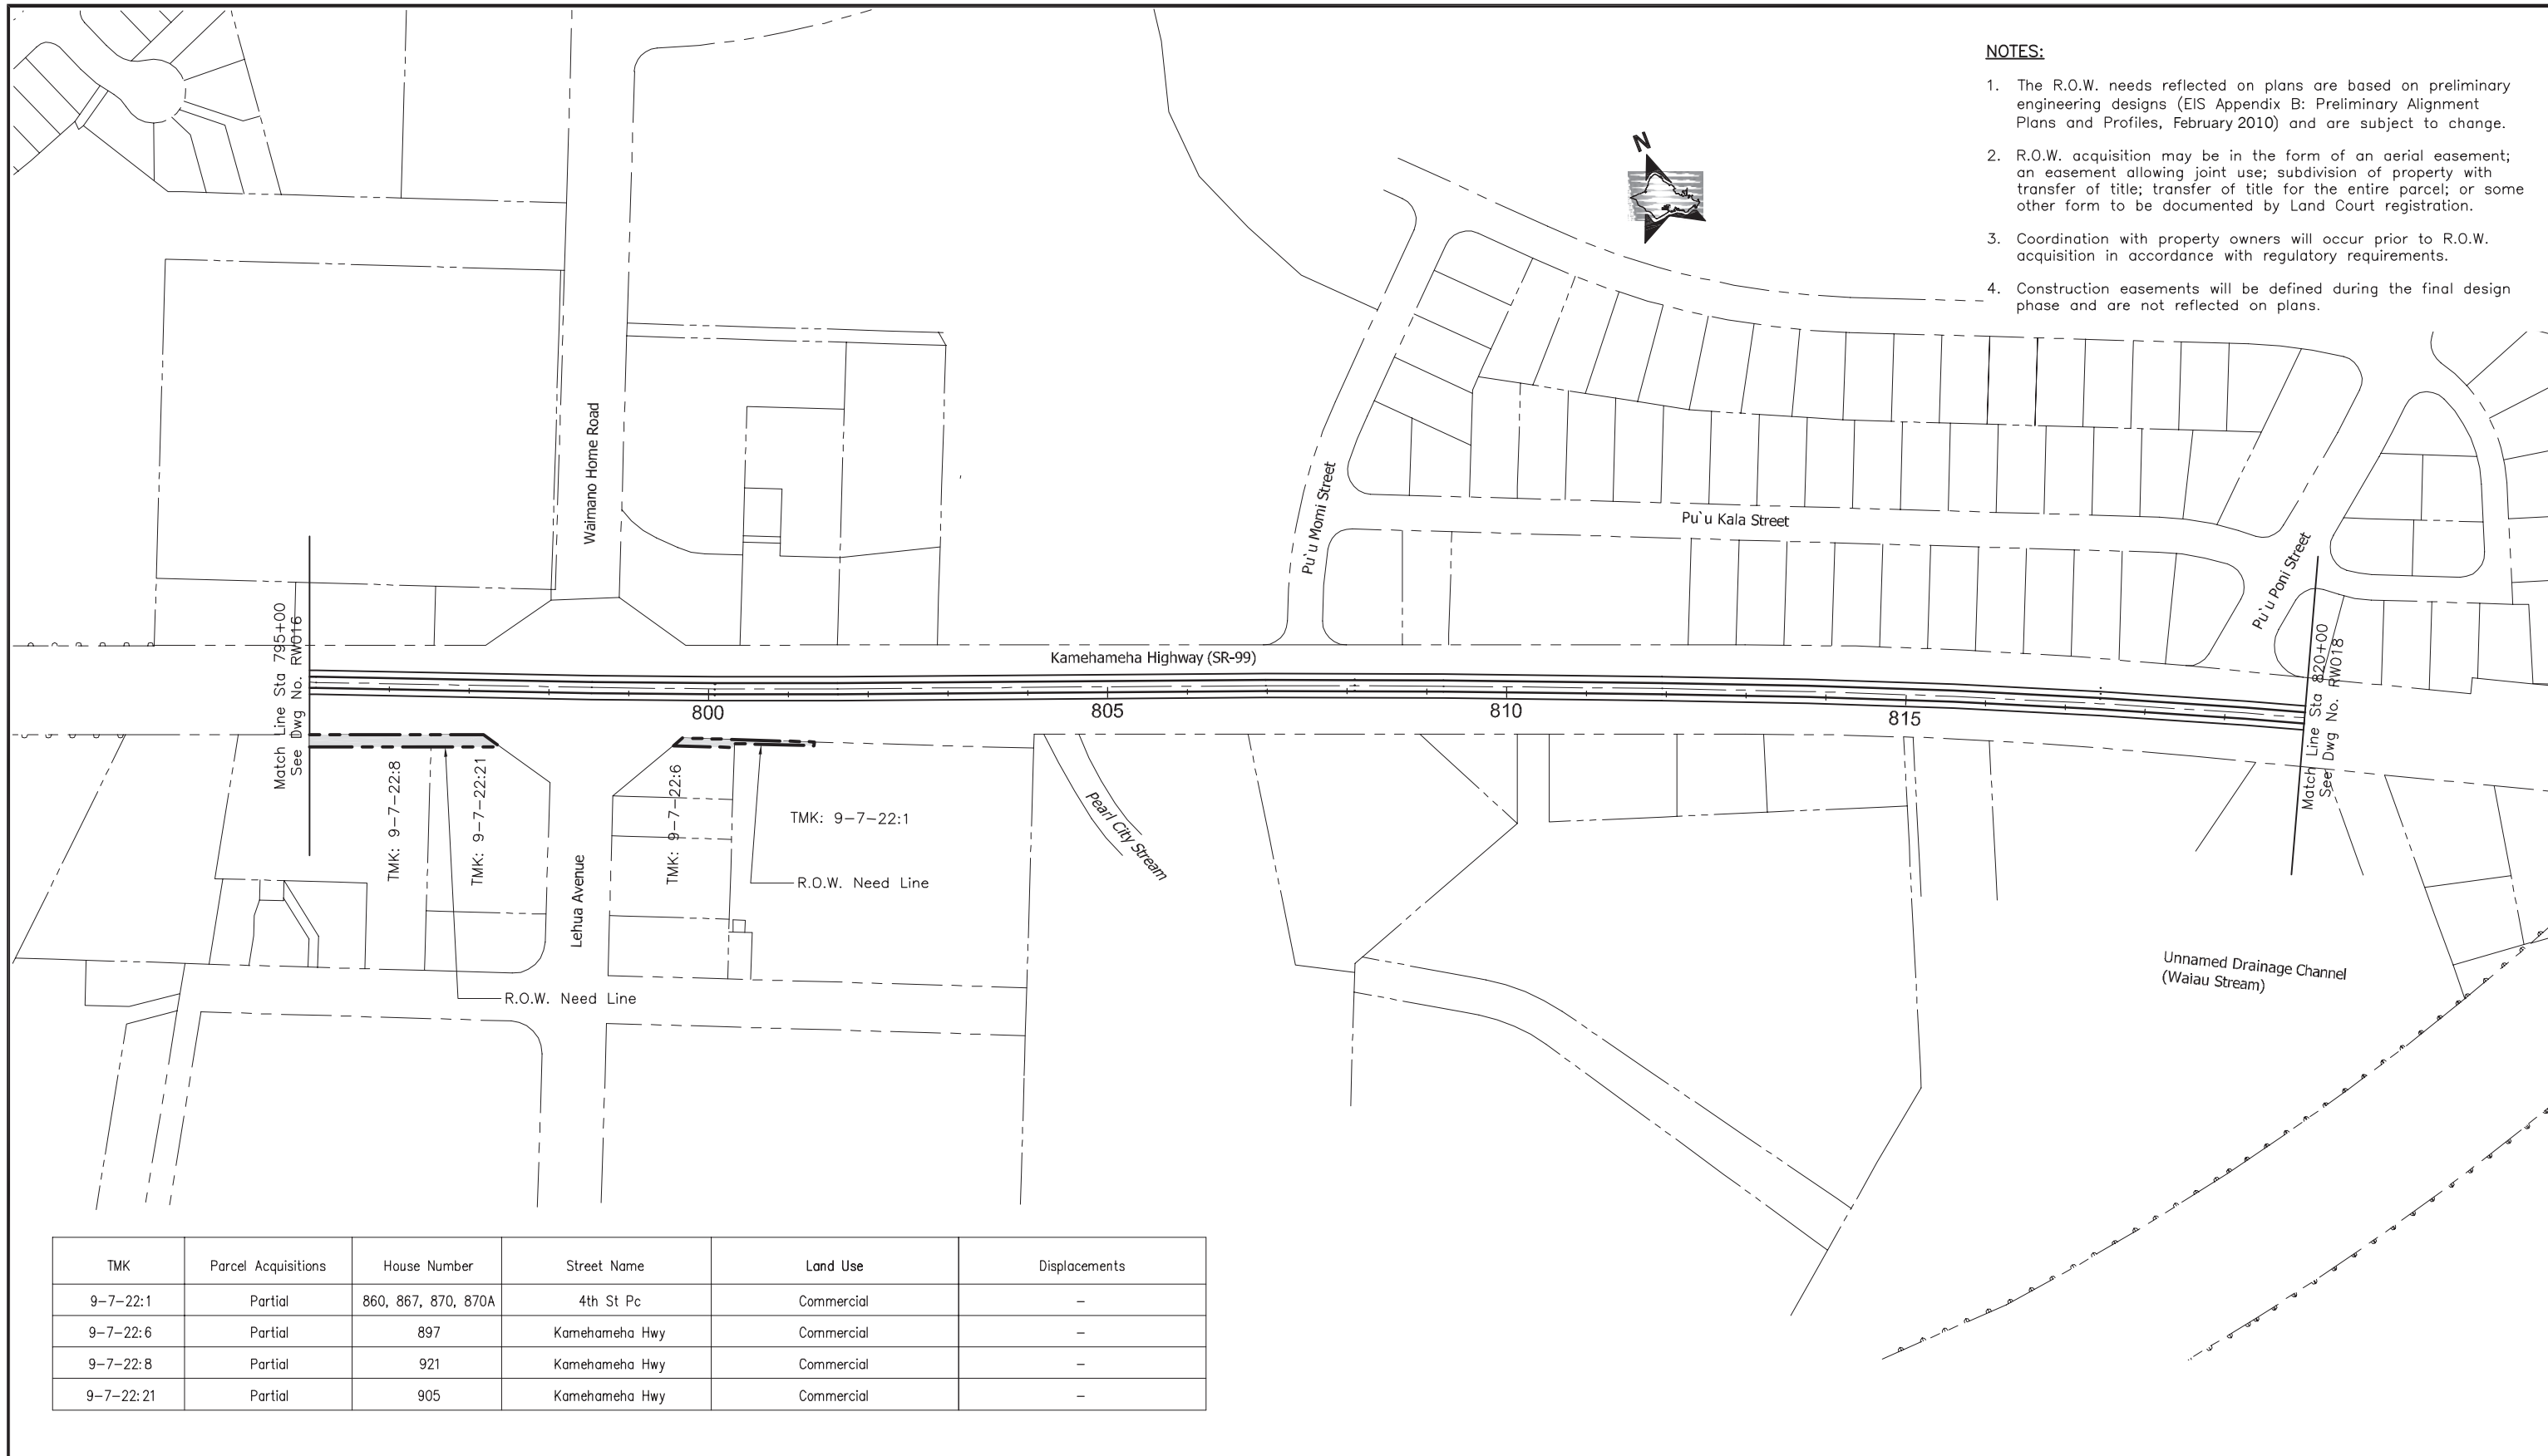 NOTES:
1. The R.O.W. needs reflected on plans are based on preliminary
engineering designs (EIS Appendix B: Preliminary Alignment
Plans and Profiles, February 2010) and are subject to change.
2. R.O.W. acquisition may be in the form of an aerial easement;
an easement allowing joint use; subdivision of property with
transfer of title; transfer of title for the entire parcel; or some
other form to be documented by Land Court registration.
3. Coordination with property owners will occur prior to R.O.W.
acquisition in accordance with regulatory requirements.
4. Construction easements will be defined during the final design
phase and are not reflected on plans.
N
Waimano Home Road
Pu`u Momi Street
Pu`u Kala Street
Pu`u Poni Street
Match Line Sta 795+00
See Dwg No. RW016
Kamehameha Highway (SR-99)
800
805
810
815
Match Line Sta 820+00
See Dwg No. RW018
TMK: 9-7-22:8
TMK: 9-7-22:21
Lehua Avenue
TMK: 9-7-22:6
TMK: 9-7-22:1
R.O.W. Need Line
Pearl City Stream
R.O.W. Need Line
Unnamed Drainage Channel
(Waiau Stream)
TMK Parcel Acquisitions House Number Street Name Land Use Displacements
9-7-22:1 Partial 860, 867, 870, 870A 4th St Pc Commercial -
9-7-22:6 Partial 897 Kamehameha Hwy Commercial -
9-7-22:8 Partial 921 Kamehameha Hwy Commercial -
9-7-22:21 Partial 905 Kamehameha Hwy Commercial -